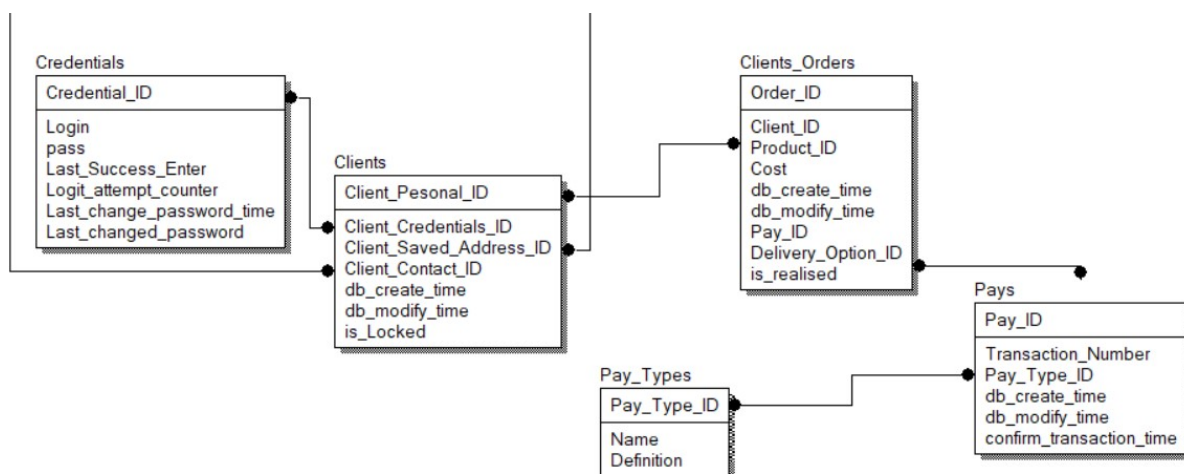 Credentials
Credential_ID
Login
pass
Last_Success_Enter
Logit_attempt_counter
Last_change_password_time
Last_changed_password
Clients
Client_Pesonal_ID
Client_Credentials_ID
Client_Saved_Address_ID
Client_Contact_ID
db_create_time
db_modify_time
is_Locked
Clients_Orders
Order_ID
Client_ID
Product_ID
Cost
db_create_time
db_modify_time
Pay_ID
Delivery_Option_ID
is_realised
Pays
Pay_ID
Transaction_Number
Pay_Type_ID
db_create_time
db_modify_time
confirm_transaction_time
Pay_Types
Pay_Type_ID
Name
Definition